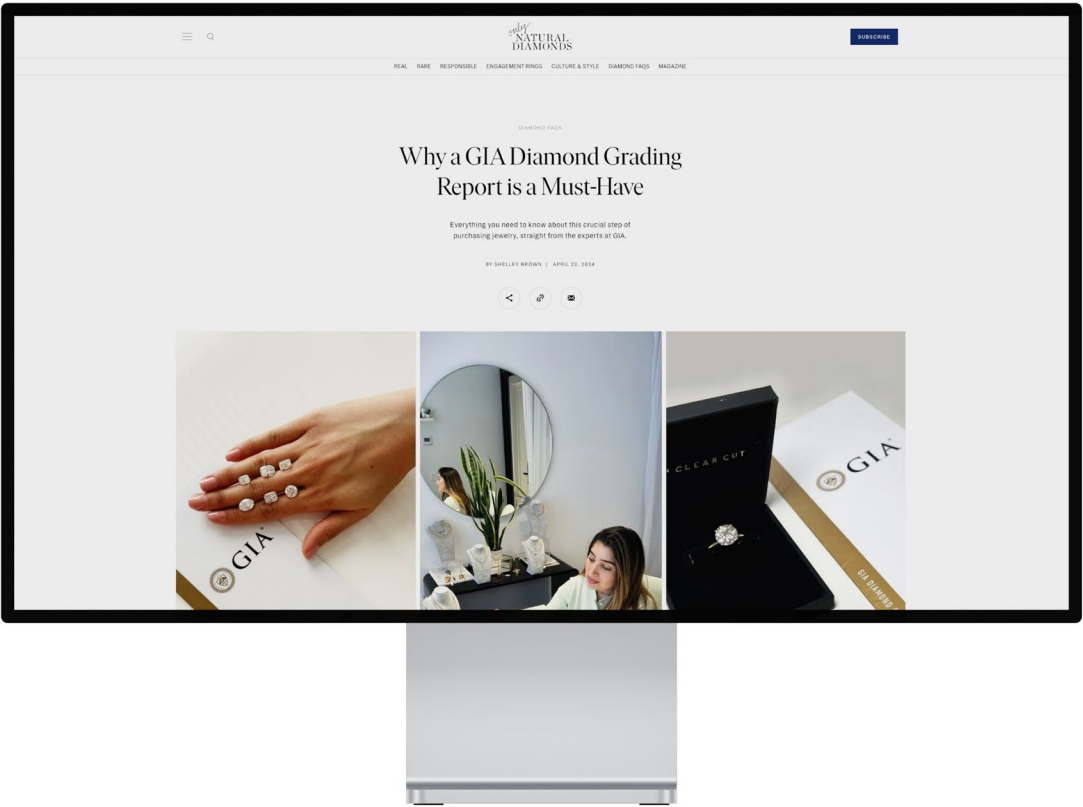 only
NATURAL
DIAMONDS
SUBSCRIBE
REAL RARE RESPONSIBLE ENGAGEMENT RINGS CULTURE & STYLE DIAMOND FAQS MAGAZINE
DIAMOND FAQS
Why a GIA Diamond Grading
Report is a Must-Have
Everything you need to know about this crucial step of
purchasing jewelry, straight from the experts at GIA.
BY SHELLEY BROWN | APRIL 22, 2024
GIA
CLEAR CUT
GIA
GIA DIAMOND